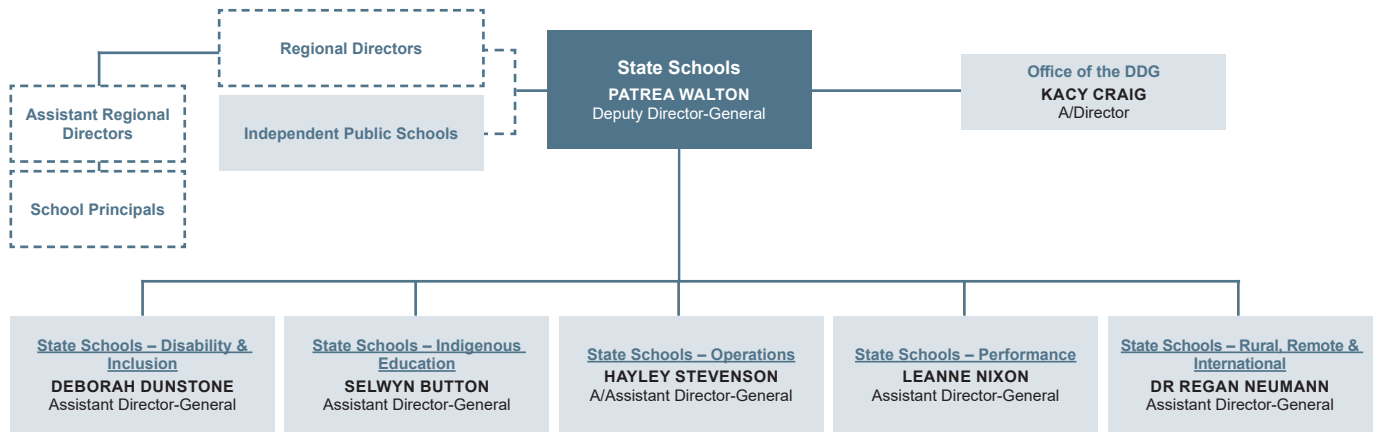 Regional Directors
Independent Public Schools
Assistant Regional
Directors
School Principals
State Schools
PATREA WALTON
Deputy Director-General
Office of the DDG
KACY CRAIG
A/Director
State Schools – Disability &
Inclusion
DEBORAH DUNSTONE
Assistant Director-General
State Schools – Indigenous
Education
SELWYN BUTTON
Assistant Director-General
State Schools – Operations
HAYLEY STEVENSON
A/Assistant Director-General
State Schools – Performance
LEANNE NIXON
Assistant Director-General
State Schools – Rural, Remote &
International
DR REGAN NEUMANN
Assistant Director-General